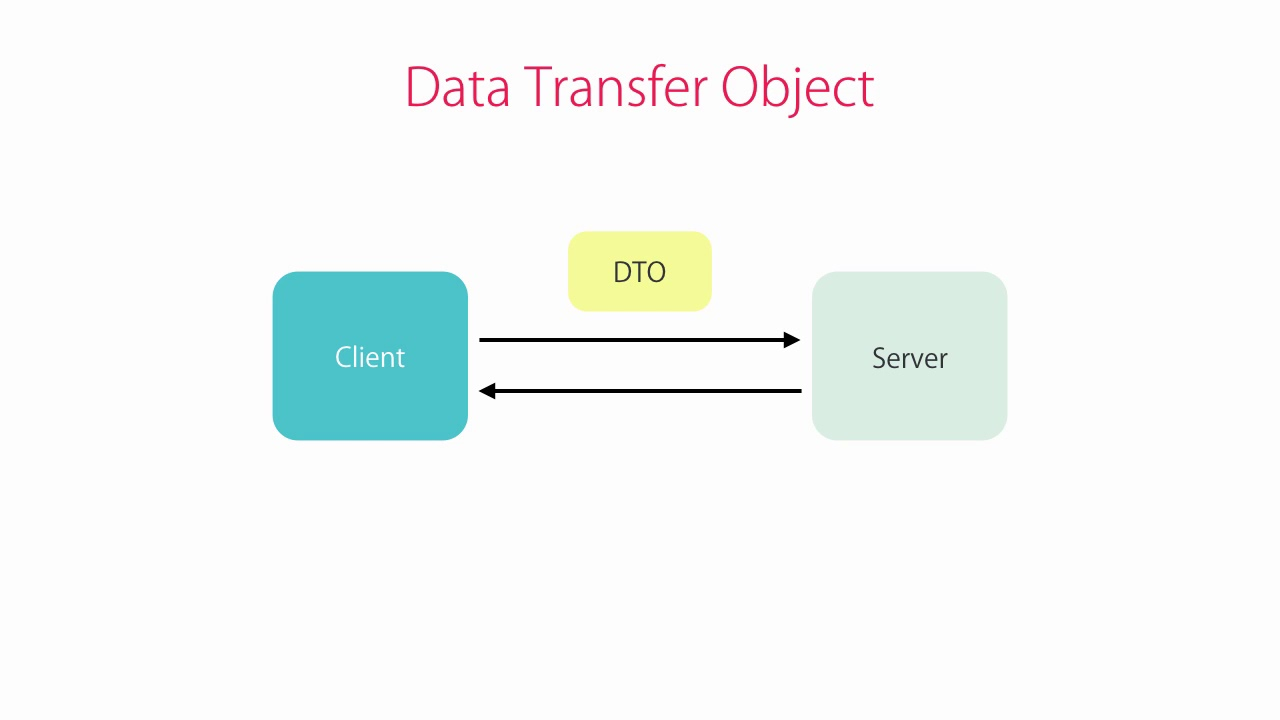 Data Transfer Object
DTO
Client
Server